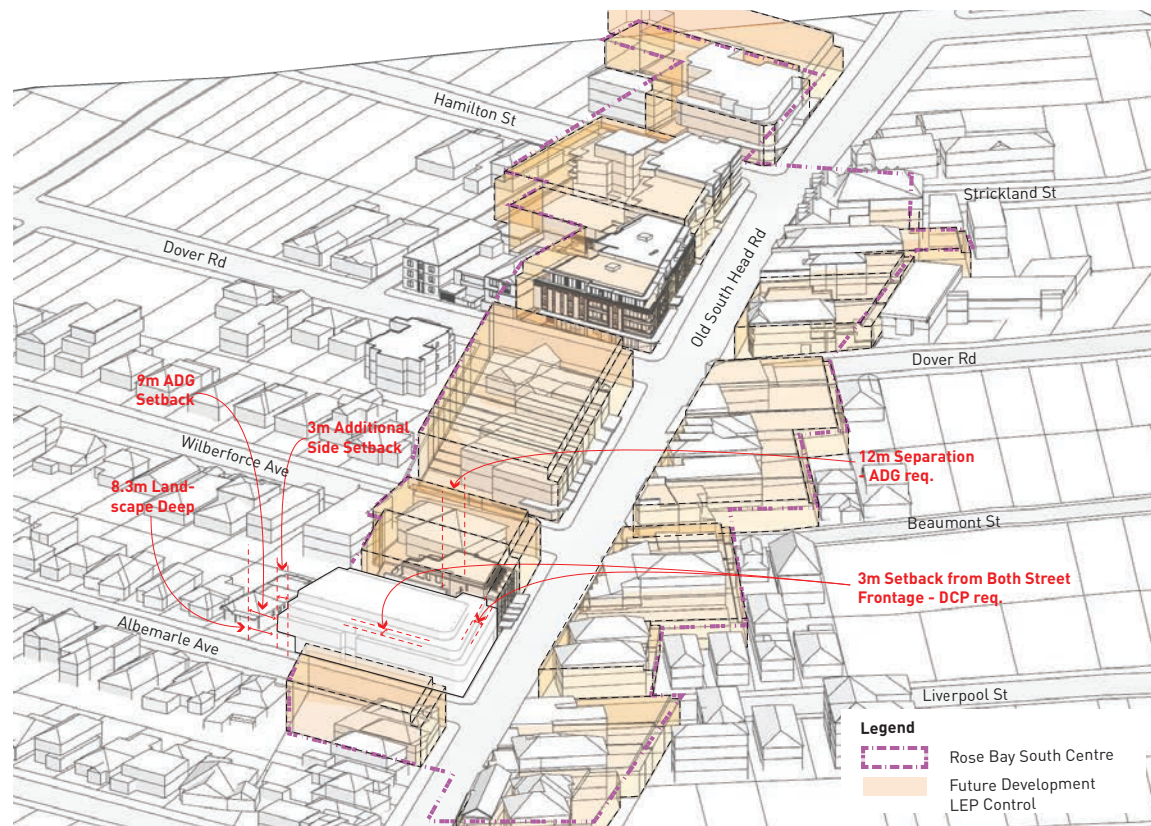 Hamilton St
Strickland St
Dover Rd
Old South Head Rd
Dover Rd
9m ADG
Setback
3m Additional
Side Setback
Wilberforce Ave
12m Separation
- ADG req.
8.3m Land-
scape Deep
Beaumont St
3m Setback from Both Street
Frontage - DCP req.
Albemarle Ave
Liverpool St
Legend
Rose Bay South Centre
Future Development
LEP Control